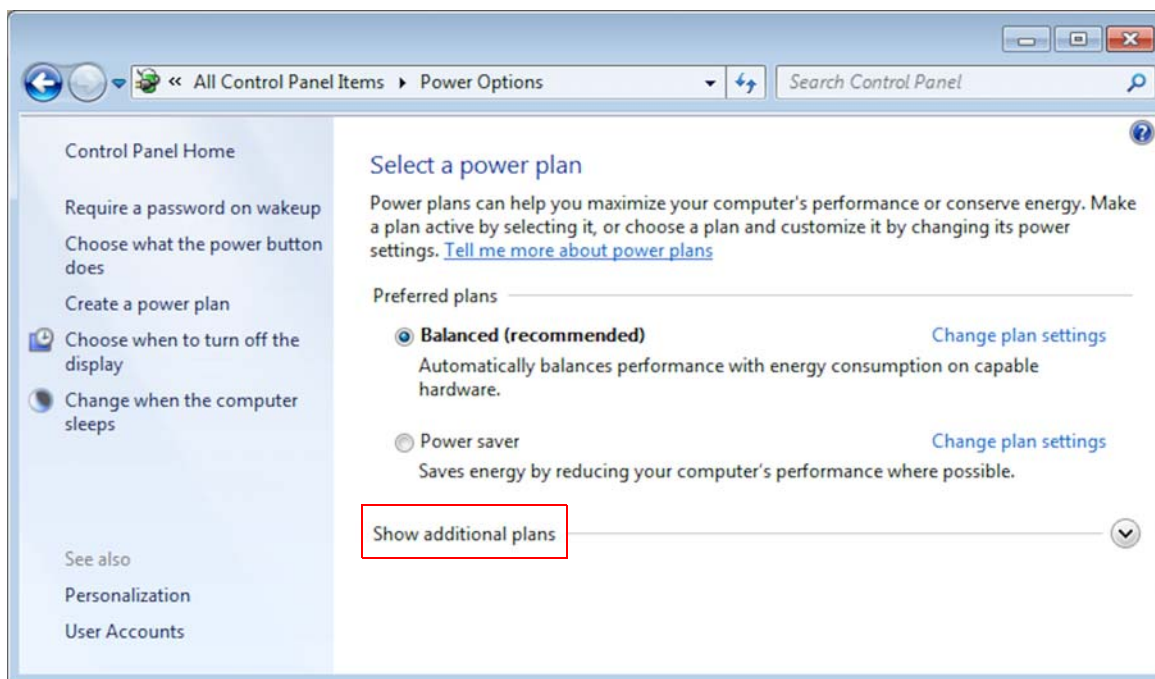 « All Control Panel Items ▸ Power Options
Search Control Panel
Control Panel Home
Require a password on wakeup
Choose what the power button
does
Create a power plan
Choose when to turn off the
display
Change when the computer
sleeps
See also
Personalization
User Accounts
Select a power plan
Power plans can help you maximize your computer's performance or conserve energy. Make
a plan active by selecting it, or choose a plan and customize it by changing its power
settings. Tell me more about power plans
Preferred plans
Balanced (recommended) Change plan settings
Automatically balances performance with energy consumption on capable
hardware.
Power saver Change plan settings
Saves energy by reducing your computer's performance where possible.
Show additional plans